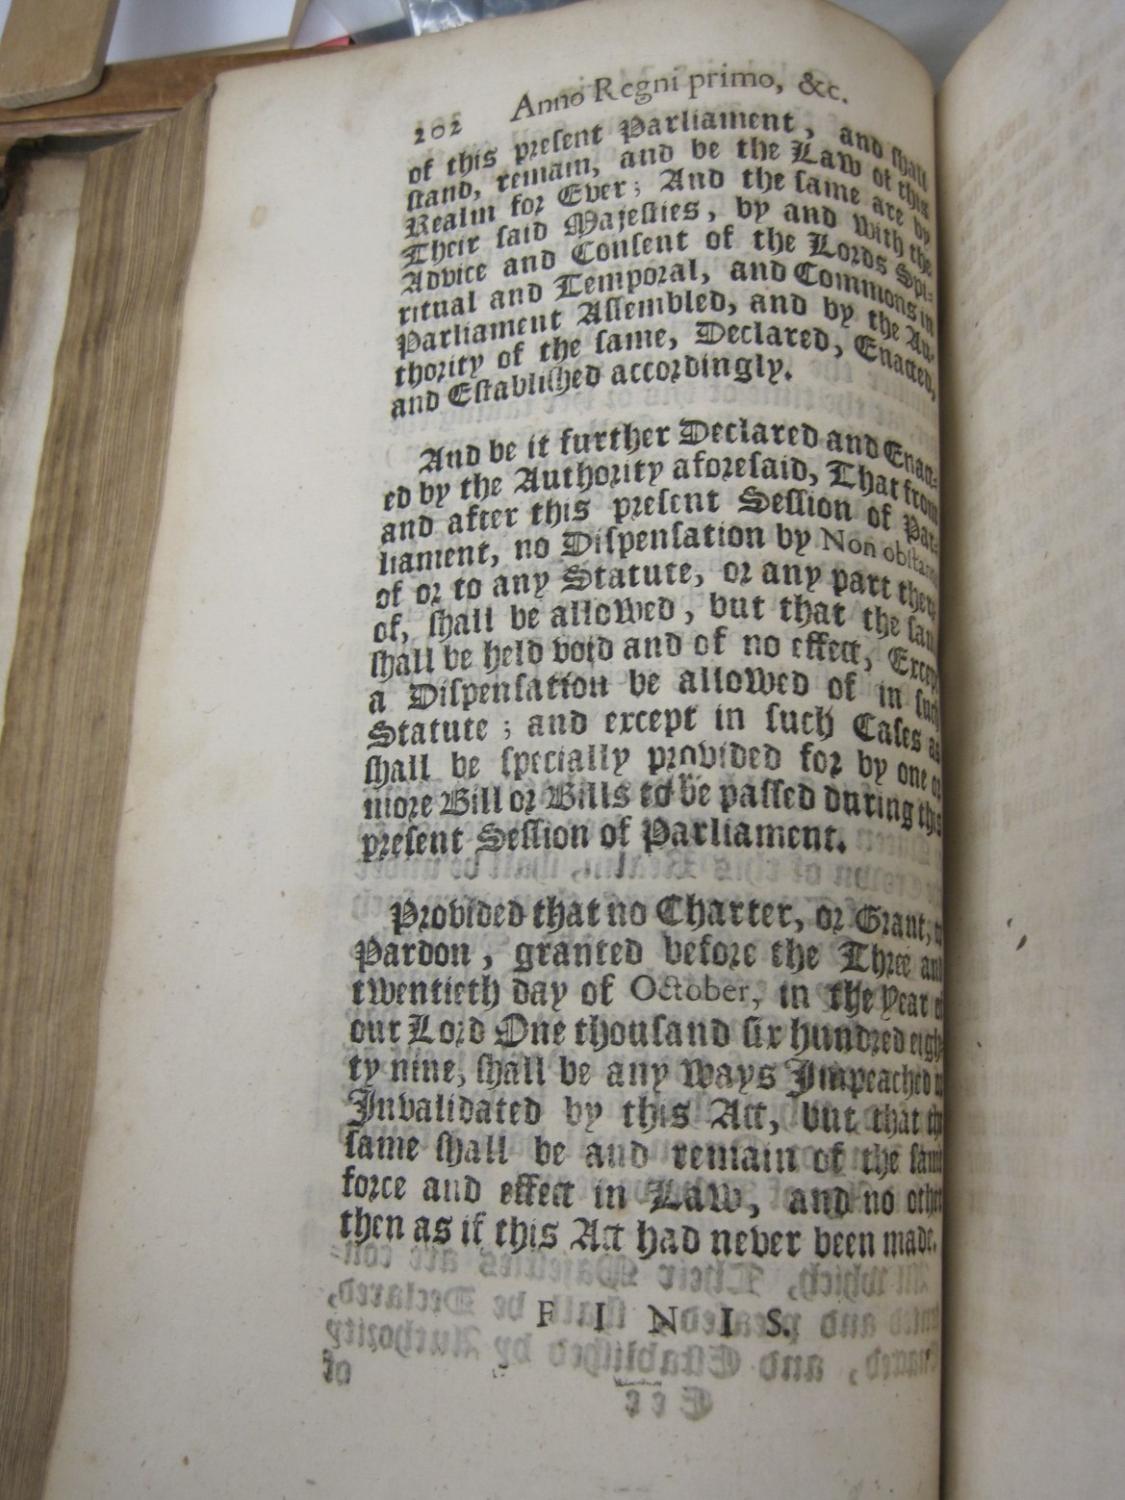 202 Anno Regni primo, &c.
of this present Parliament, and shall
stand, remain, and be the Law of this
Realm for Ever; And the same are by
Their said Majesties, by and with the
Advice and Consent of the Lords Spi-
ritual and Temporal, and Commons in
Parliament Assembled, and by the Au-
thority of the same, Declared, Enacted,
and Established accordingly.
And be it further Declared and Enact-
ed by the Authority aforesaid, That from
and after this present Session of Par-
liament, no Dispensation by Non obstante
of or to any Statute, or any part there-
of, shall be allowed, but that the same
shall be held void and of no effect, Except
a Dispensation be allowed of in such
Statute; and except in such Cases as
shall be specially provided for by one or
more Bill or Bills to be passed during this
present Session of Parliament.
Provided that no Charter, or Grant, or
Pardon, granted before the Three and
twentieth day of October, in the Year of
our Lord One thousand six hundred eigh-
ty nine, shall be any ways Impeached or
Invalidated by this Act, but that the
same shall be and remain of the same
force and effect in Law, and no other
then as if this Act had never been made.
FINIS.